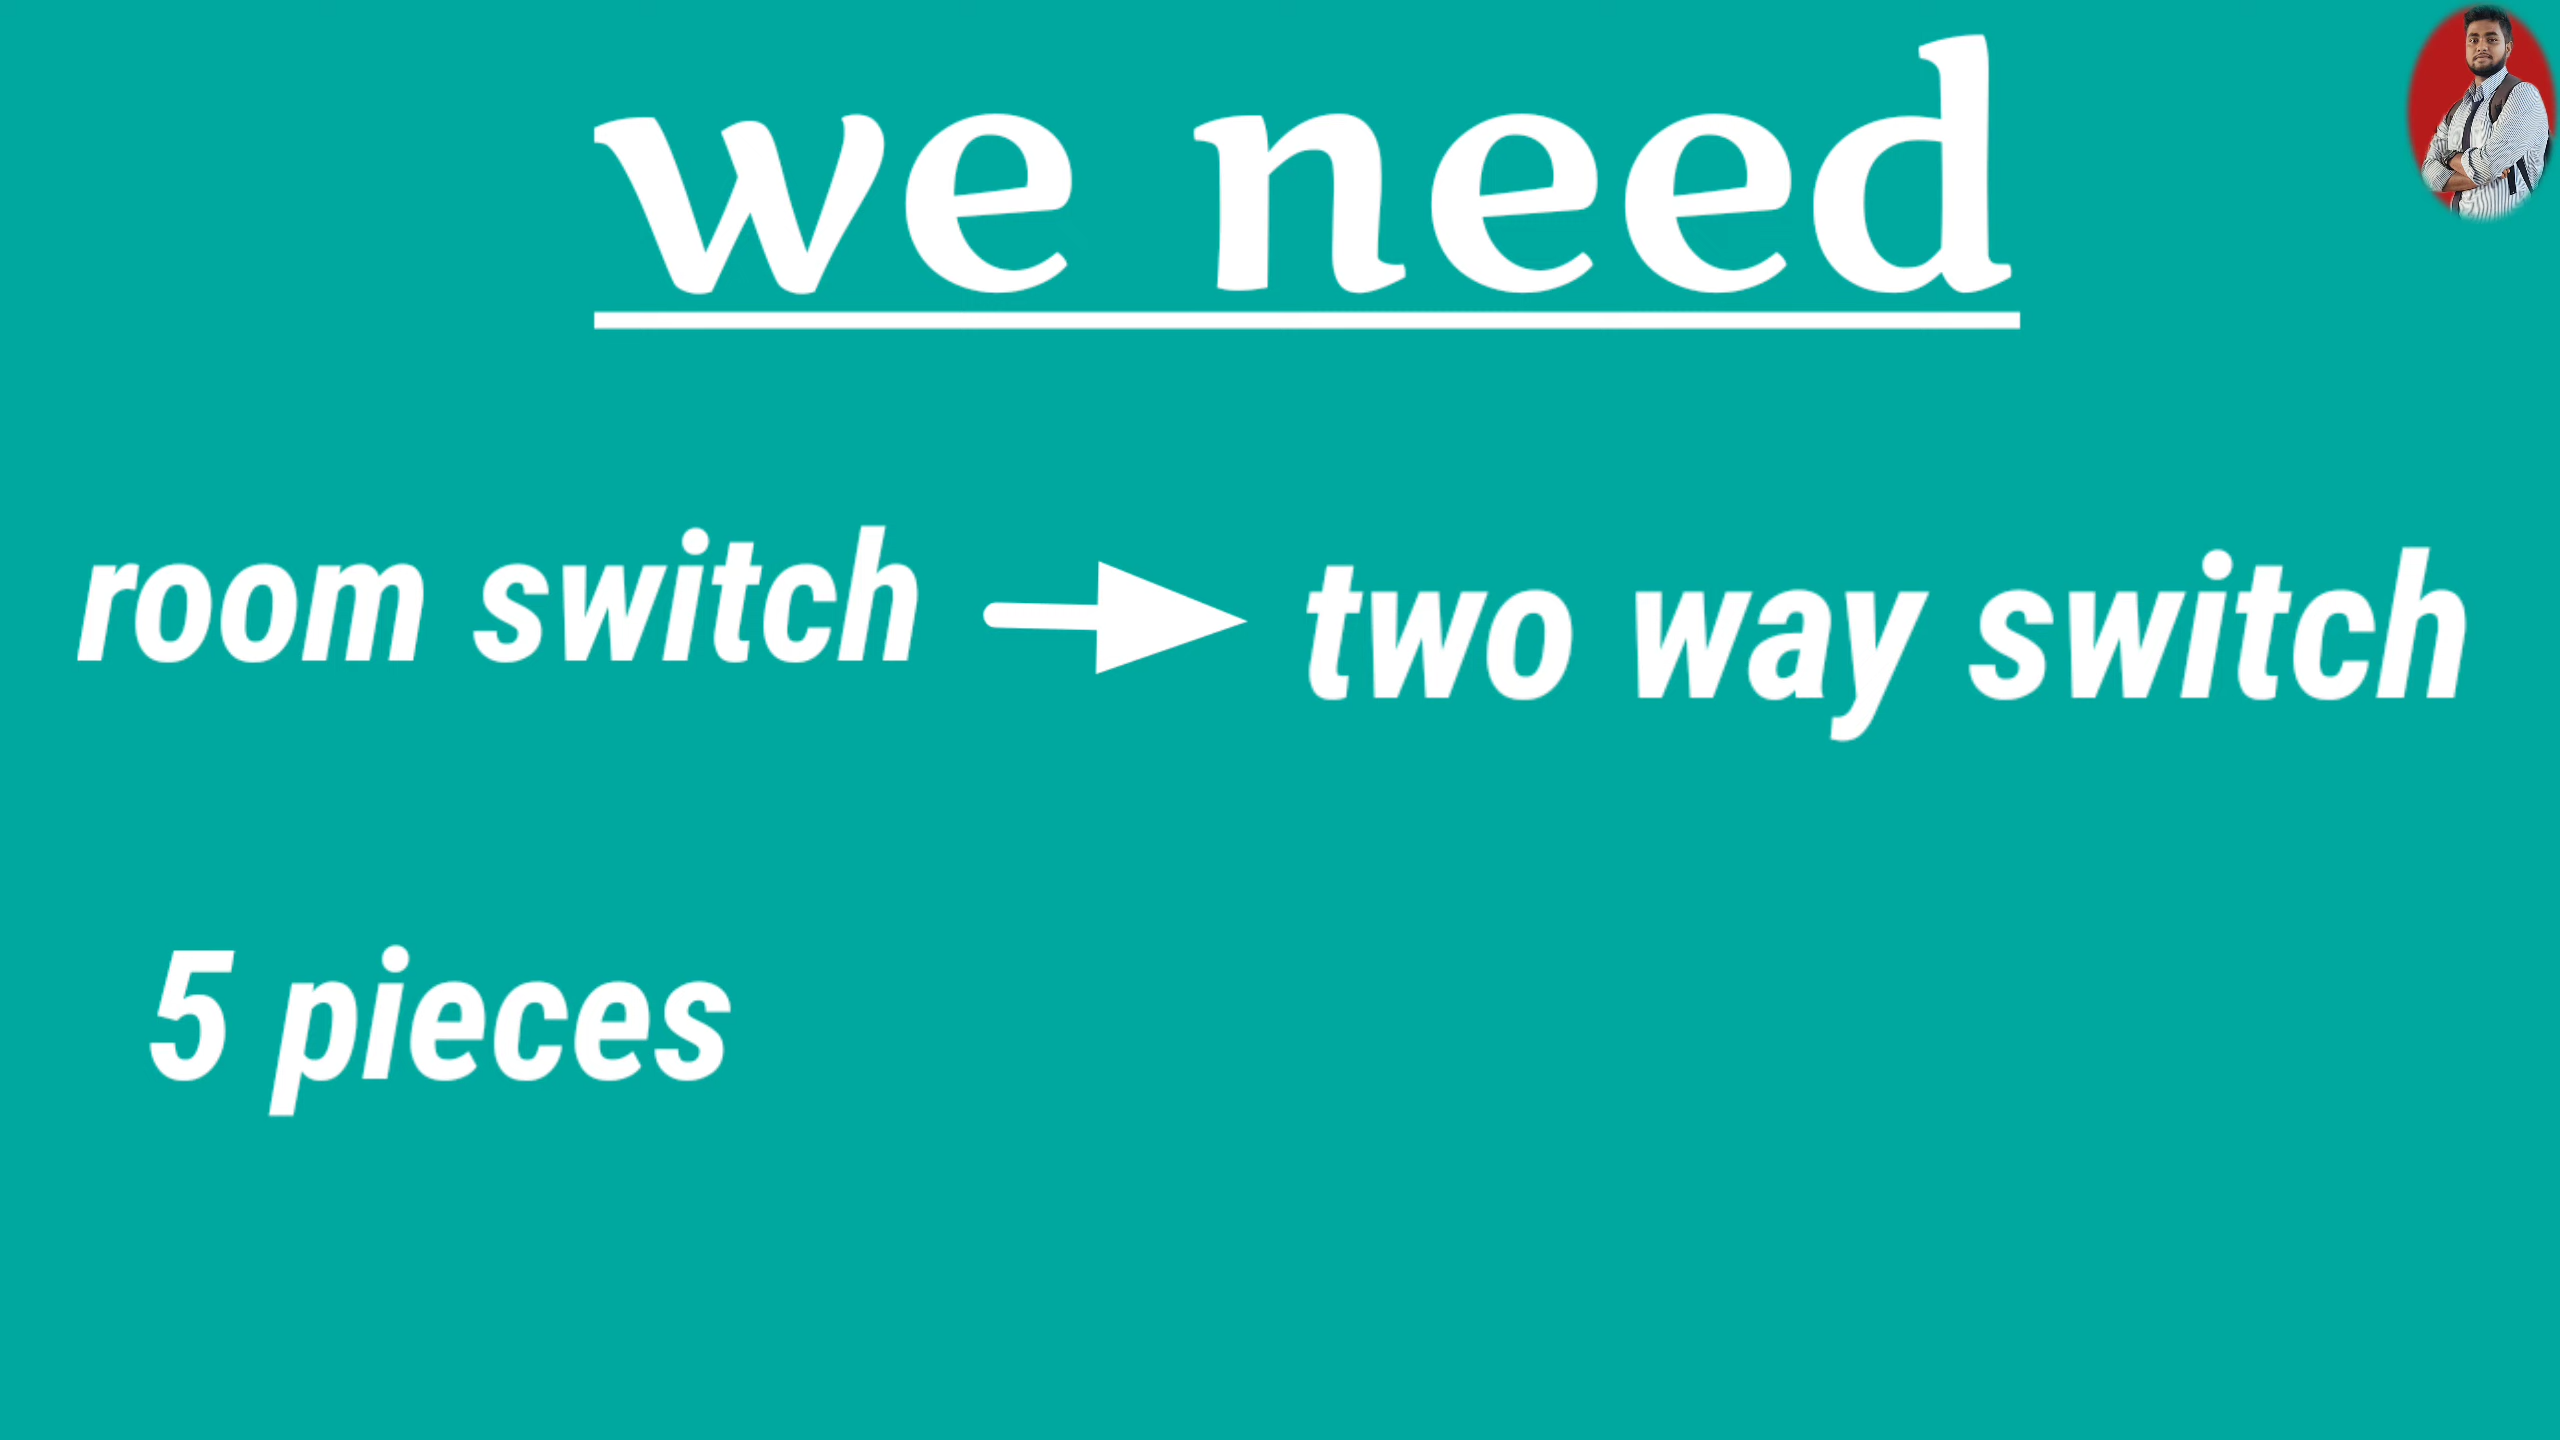 we need
room switch → two way switch
5 pieces